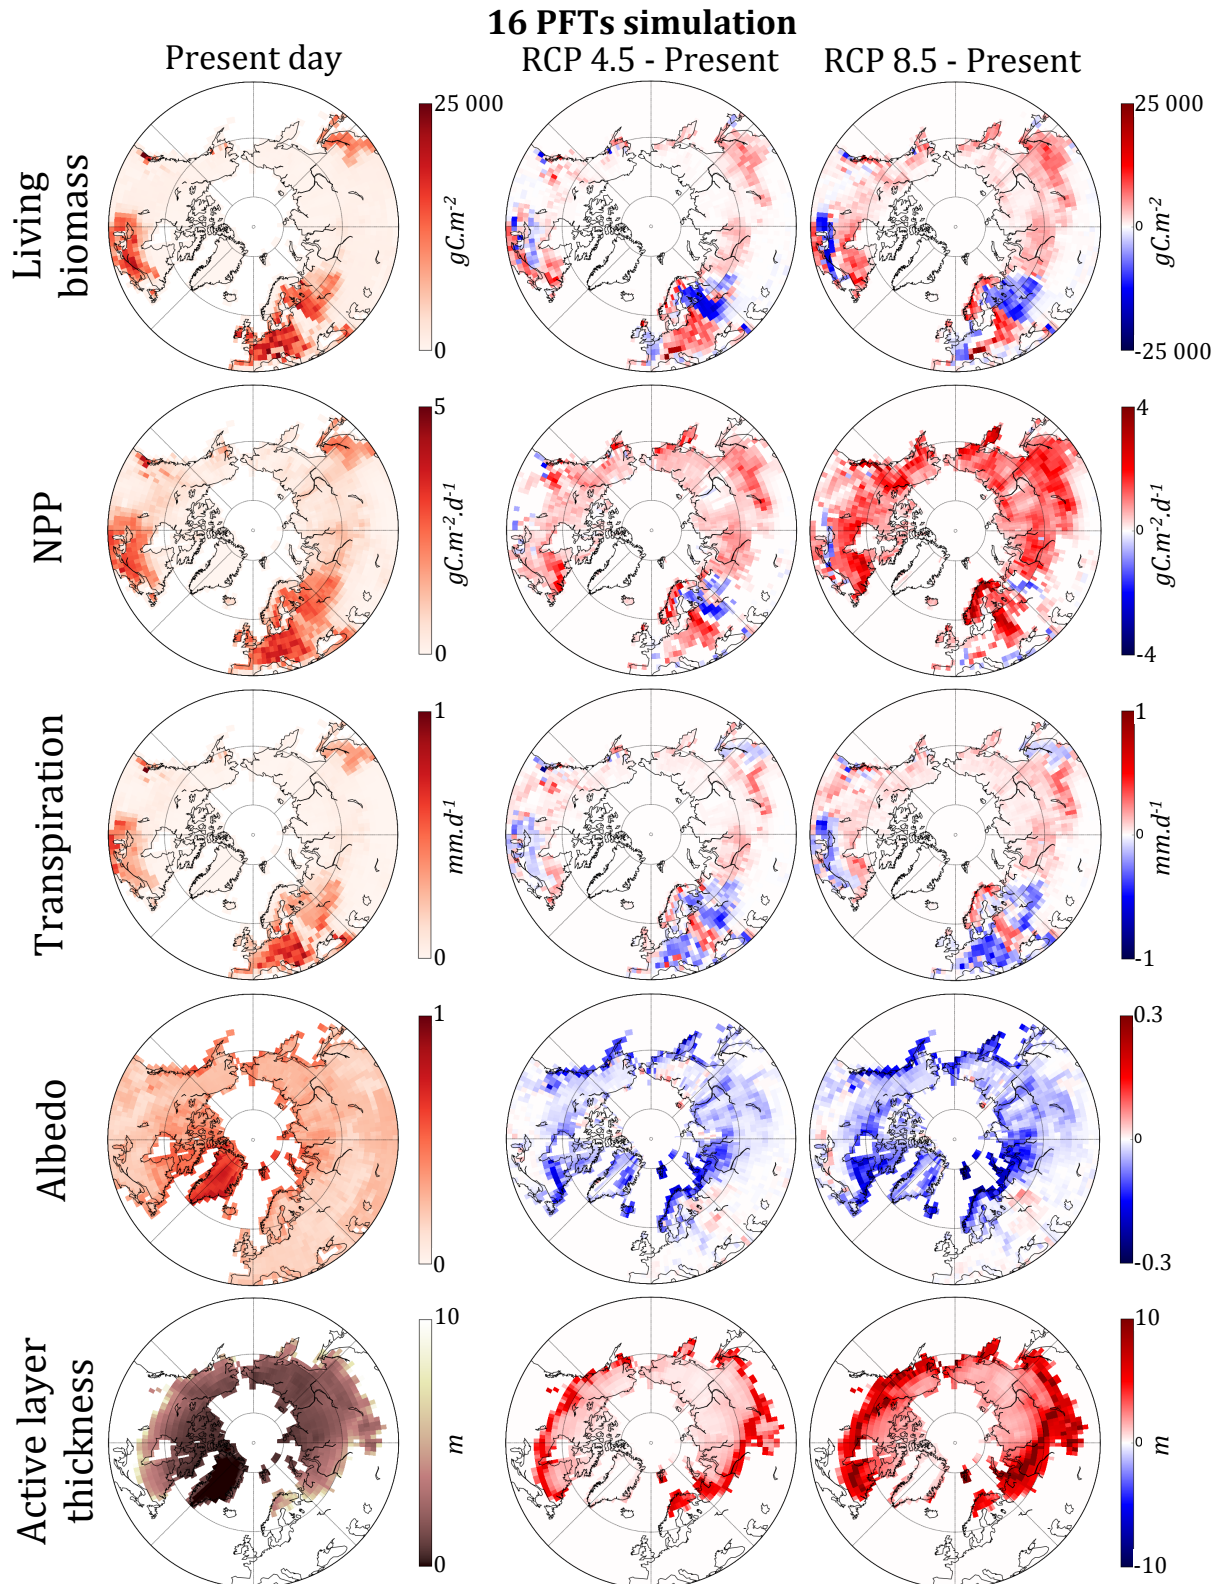 16 PFTs simulation
Present day
RCP 4.5 - Present
RCP 8.5 - Present
Living
biomass
25 000
gC.m-2
0
25 000
gC.m-2
0
-25 000
NPP
5
gC.m-2.d-1
0
4
gC.m-2.d-1
0
-4
Transpiration
1
mm.d-1
0
1
mm.d-1
0
-1
Albedo
1
0
0.3
0
-0.3
Active layer
thickness
10
m
0
10
m
0
-10